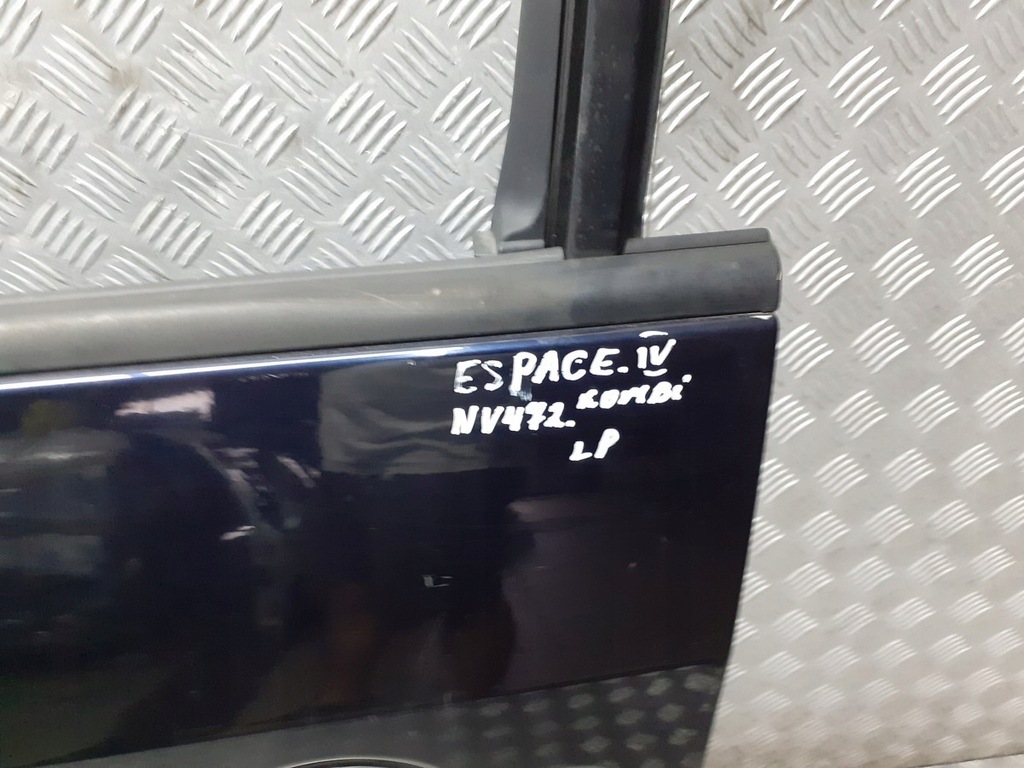 ESPACE. IV
NV472. KOMBi
LP